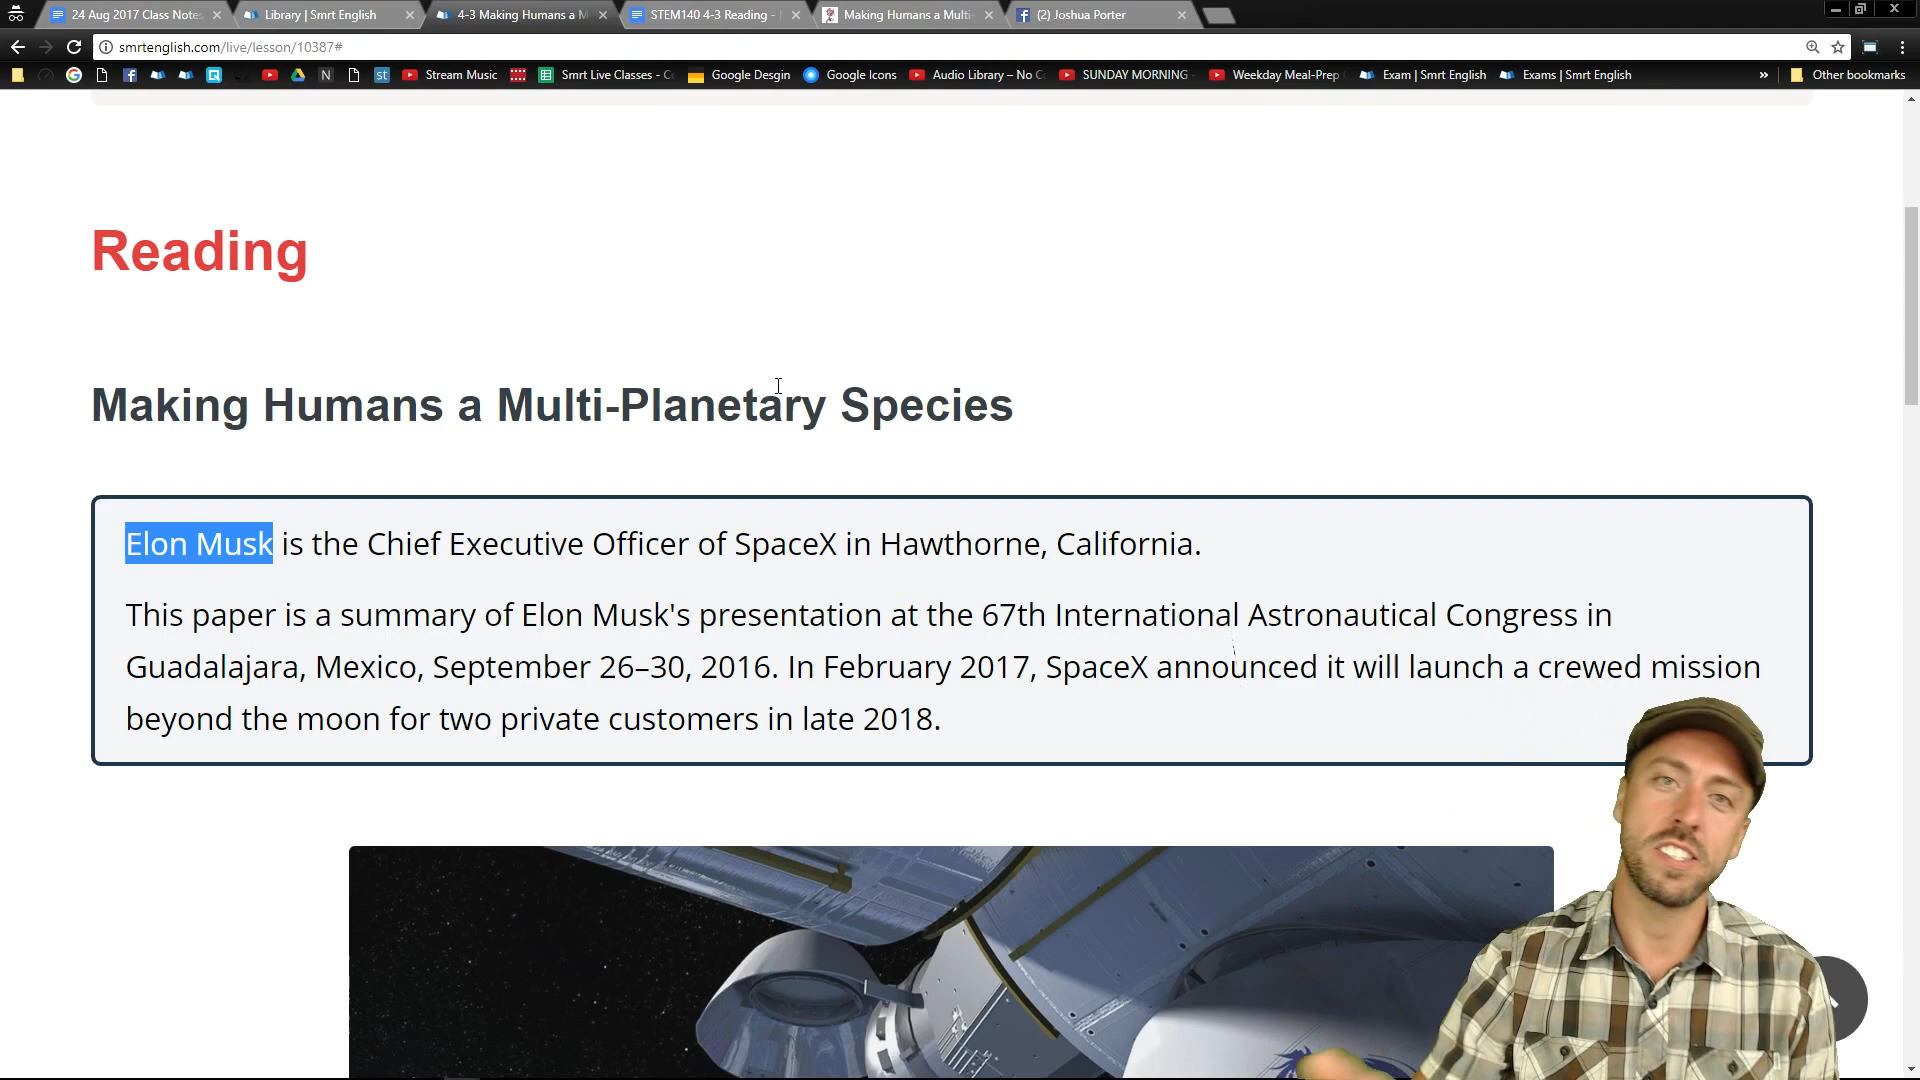 24 Aug 2017 Class Notes
Library | Smrt English
4-3 Making Humans a M
STEM140 4-3 Reading -
Making Humans a Multi-
(2) Joshua Porter
smrtenglish.com/live/lesson/10387#
Stream Music
Smrt Live Classes - C
Google Desgin
Google Icons
Audio Library – No C
SUNDAY MORNING
Weekday Meal-Prep
Exam | Smrt English
Exams | Smrt English
Other bookmarks
Reading
Making Humans a Multi-Planetary Species
Elon Musk is the Chief Executive Officer of SpaceX in Hawthorne, California.
This paper is a summary of Elon Musk's presentation at the 67th International Astronautical Congress in
Guadalajara, Mexico, September 26–30, 2016. In February 2017, SpaceX announced it will launch a crewed mission
beyond the moon for two private customers in late 2018.